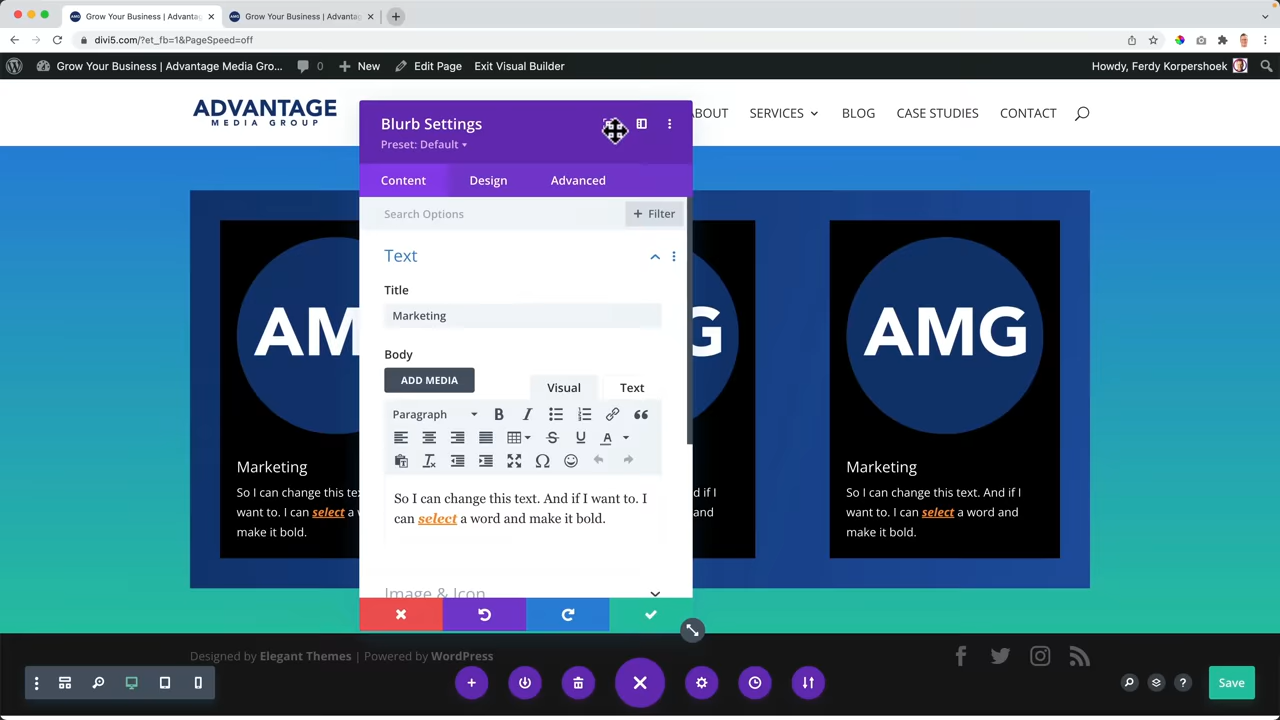 Grow Your Business | Advantage
Grow Your Business | Advantage
divi5.com/?et_fb=1&PageSpeed=off
Grow Your Business | Advantage Media Gro...
0
New
Edit Page
Exit Visual Builder
Howdy, Ferdy Korpershoek
ADVANTAGE
MEDIA GROUP
ABOUT
SERVICES
BLOG
CASE STUDIES
CONTACT
Blurb Settings
Preset: Default
Content
Design
Advanced
Search Options
+ Filter
Text
Title
Marketing
Body
ADD MEDIA
Visual
Text
Paragraph
So I can change this text. And if I want to. I
can select a word and make it bold.
Image & Icon
AM
Marketing
So I can change this te
want to. I can select a w
make it bold.
G
d if I
ord and
AMG
Marketing
So I can change this text. And if I
want to. I can select a word and
make it bold.
Designed by Elegant Themes | Powered by WordPress
Save